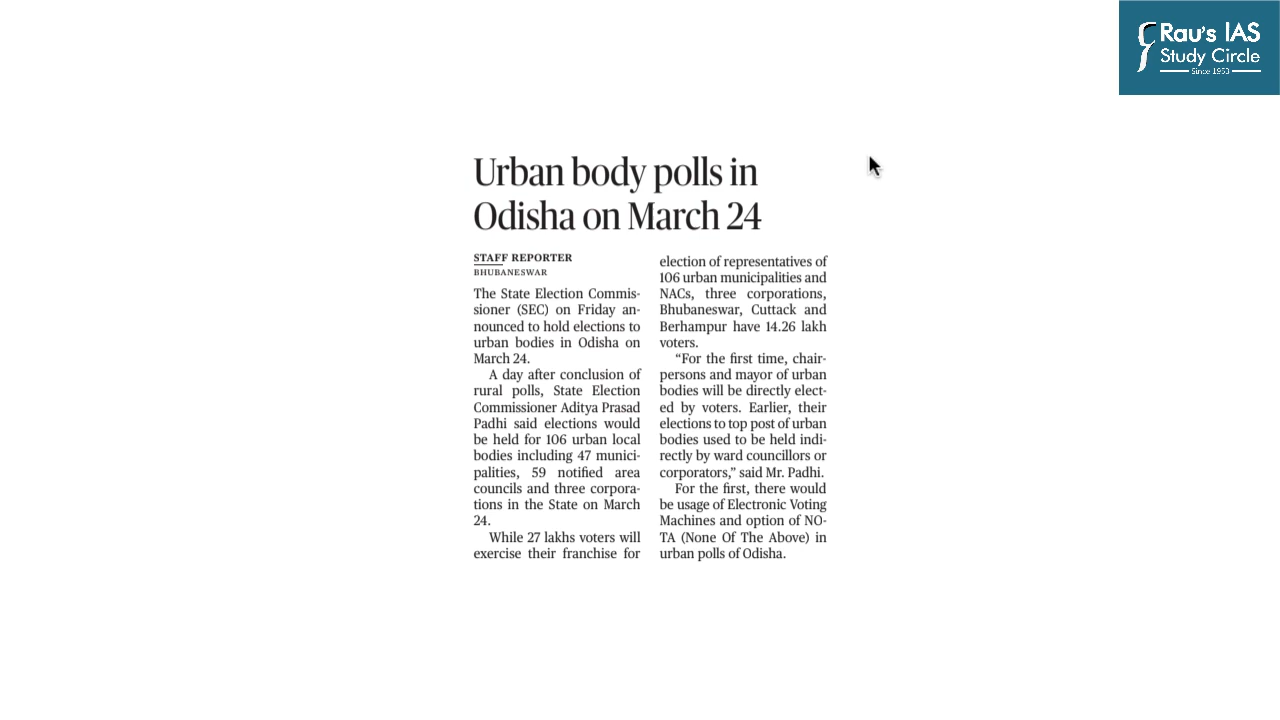 Rau's IAS
Study Circle
Since 1953
Urban body polls in
Odisha on March 24
STAFF REPORTER
BHUBANESWAR
The State Election Commis-
sioner (SEC) on Friday an-
nounced to hold elections to
urban bodies in Odisha on
March 24.
A day after conclusion of
rural polls, State Election
Commissioner Aditya Prasad
Padhi said elections would
be held for 106 urban local
bodies including 47 munici-
palities, 59 notified area
councils and three corpora-
tions in the State on March
24.
While 27 lakhs voters will
exercise their franchise for
election of representatives of
106 urban municipalities and
NACs, three corporations,
Bhubaneswar, Cuttack and
Berhampur have 14.26 lakh
voters.
“For the first time, chair-
persons and mayor of urban
bodies will be directly elect-
ed by voters. Earlier, their
elections to top post of urban
bodies used to be held indi-
rectly by ward councillors or
corporators,” said Mr. Padhi.
For the first, there would
be usage of Electronic Voting
Machines and option of NO-
TA (None Of The Above) in
urban polls of Odisha.